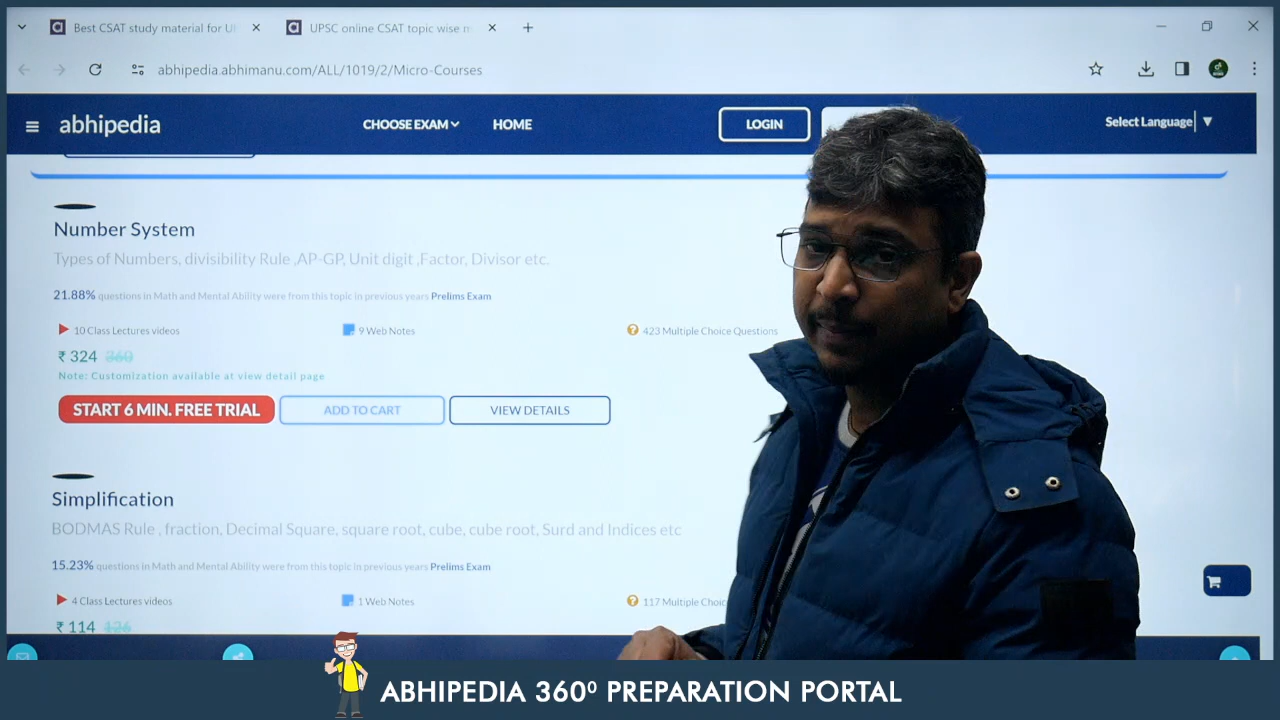 Best CSAT study material for U
UPSC online CSAT topic wise m
abhipedia.abhimanu.com/ALL/1019/2/Micro-Courses
abhipedia
CHOOSE EXAM
HOME
LOGIN
Select Language
Number System
Types of Numbers, divisibility Rule ,AP-GP, Unit digit ,Factor, Divisor etc.
21.88% questions in Math and Mental Ability were from this topic in previous years Prelims Exam
10 Class Lectures videos
9 Web Notes
423 Multiple Choice Questions
₹ 324 360
Note: Customization available at view detail page
START 6 MIN. FREE TRIAL
ADD TO CART
VIEW DETAILS
Simplification
BODMAS Rule , fraction, Decimal Square, square root, cube, cube root, Surd and Indices etc
15.23% questions in Math and Mental Ability were from this topic in previous years Prelims Exam
4 Class Lectures videos
1 Web Notes
117 Multiple Choic
₹ 114 126
ABHIPEDIA 360⁰ PREPARATION PORTAL